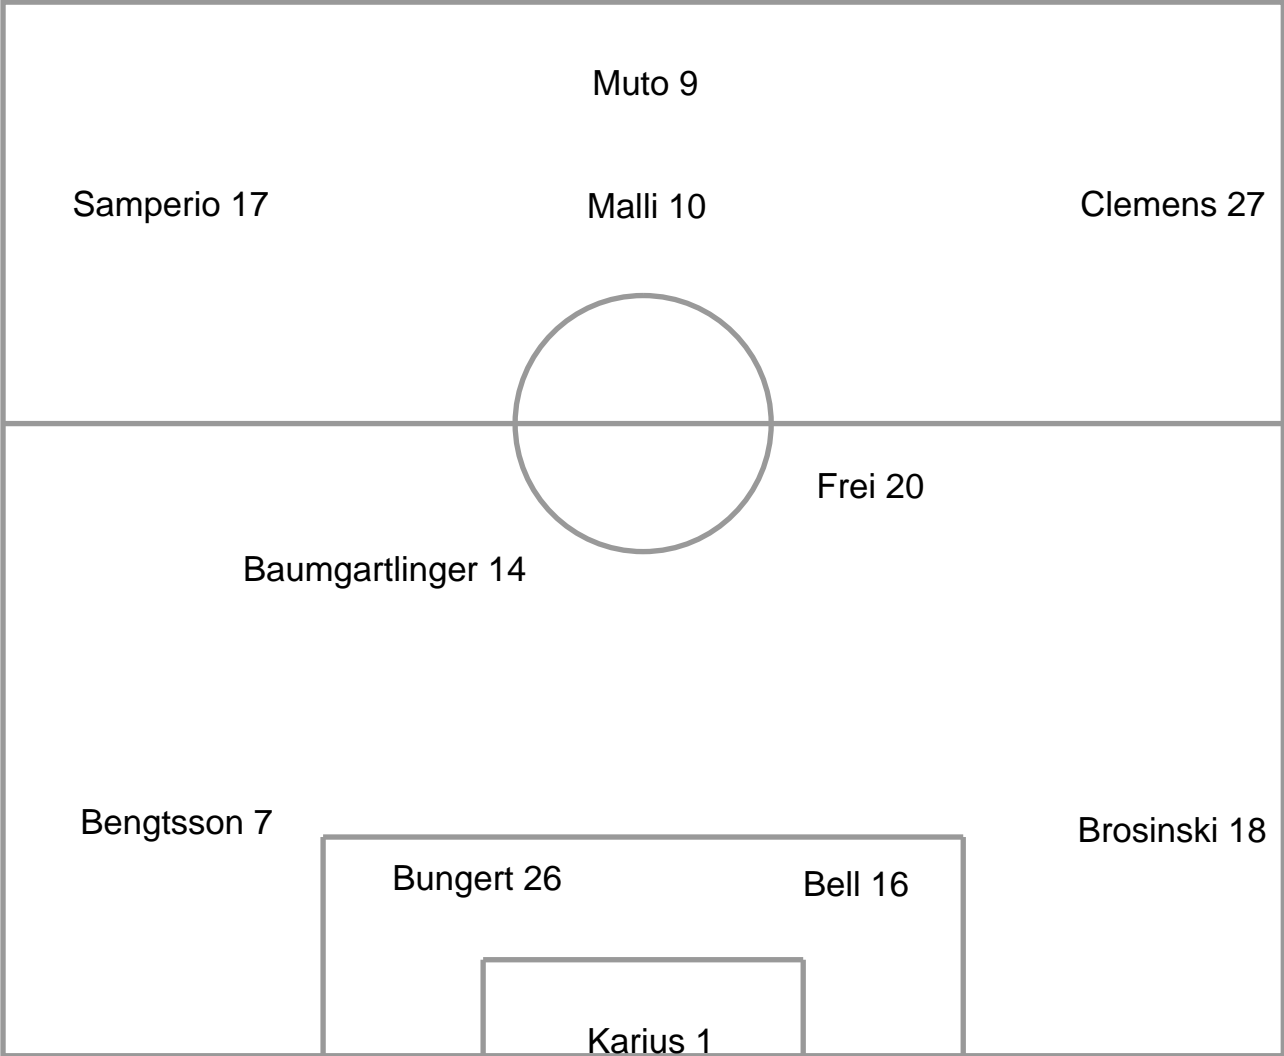 Muto 9
Samperio 17
Malli 10
Clemens 27
Frei 20
Baumgartlinger 14
Bengtsson 7
Brosinski 18
Bungert 26
Bell 16
Karius 1